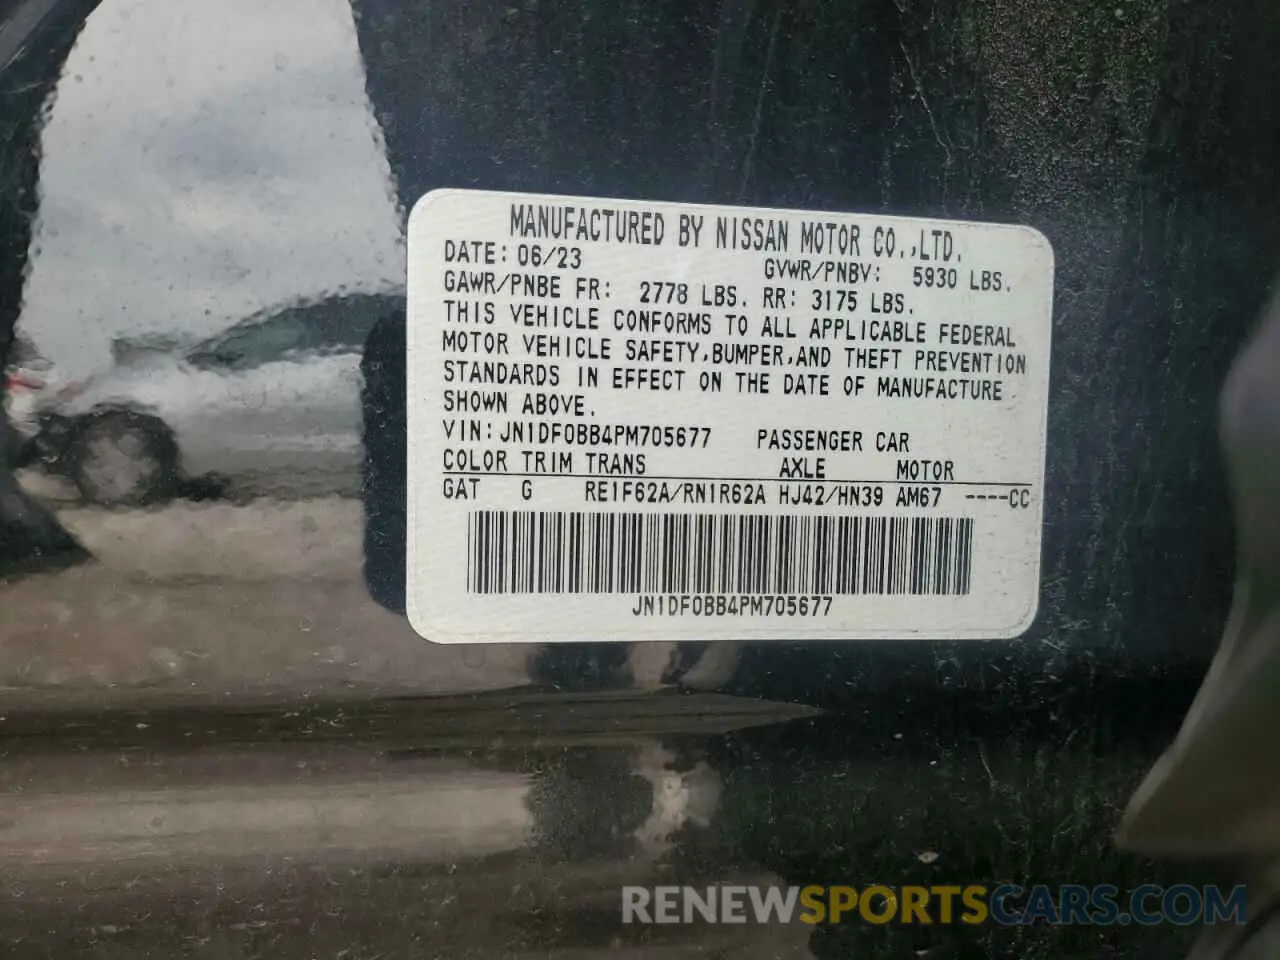 MANUFACTURED BY NISSAN MOTOR CO.,LTD.
DATE: 06/23 GVWR/PNBV: 5930 LBS.
GAWR/PNBE FR: 2778 LBS. RR: 3175 LBS.
THIS VEHICLE CONFORMS TO ALL APPLICABLE FEDERAL
MOTOR VEHICLE SAFETY,BUMPER,AND THEFT PREVENTION
STANDARDS IN EFFECT ON THE DATE OF MANUFACTURE
SHOWN ABOVE.
VIN: JN1DF0BB4PM705677 PASSENGER CAR
COLOR TRIM TRANS AXLE MOTOR
GAT G RE1F62A/RN1R62A HJ42/HN39 AM67 ----CC
JN1DF0BB4PM705677
RENEWSPORTSCARS.COM